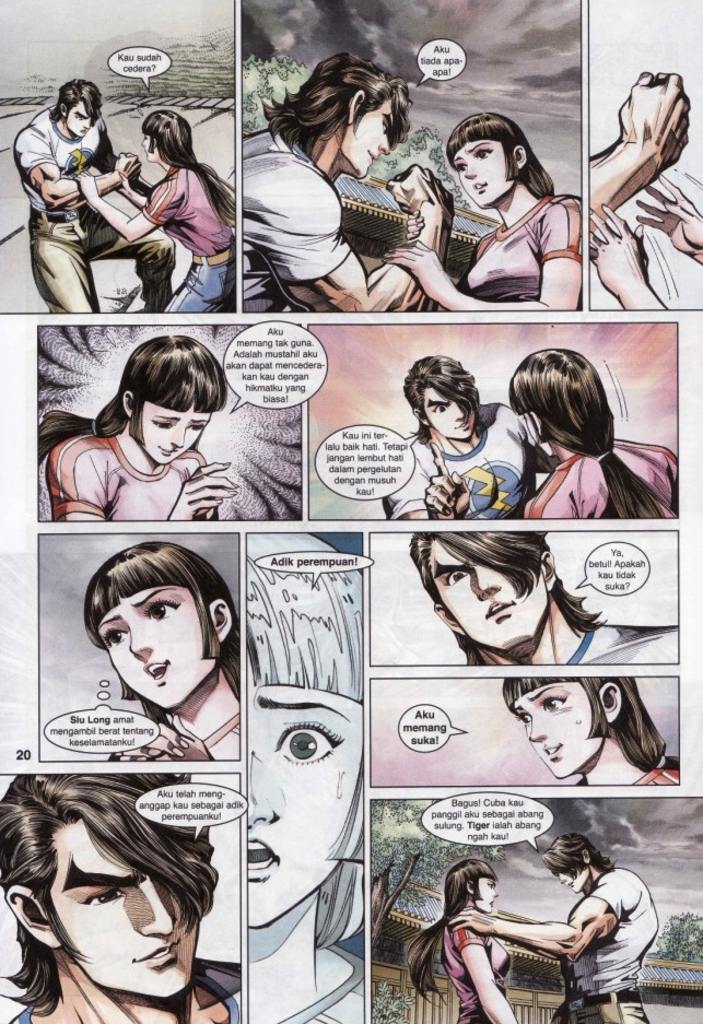 Kau sudah
cedera?
Aku
tiada apa-
apa!
Aku
memang tak guna.
Adalah mustahil aku
akan dapat mencedera-
kan kau dengan
hikmatku yang
biasa!
Kau ini ter-
lalu baik hati. Tetapi
jangan lembut hati
dalam pergelutan
dengan musuh
kau!
Siu Long amat
mengambil berat tentang
keselamatanku!
Adik perempuan!
Ya,
betul! Apakah
kau tidak
suka?
Aku
memang
suka!
20
Aku telah meng-
anggap kau sebagai adik
perempuanku!
Bagus! Cuba kau
panggil aku sebagai abang
sulung. Tiger ialah abang
ngah kau!